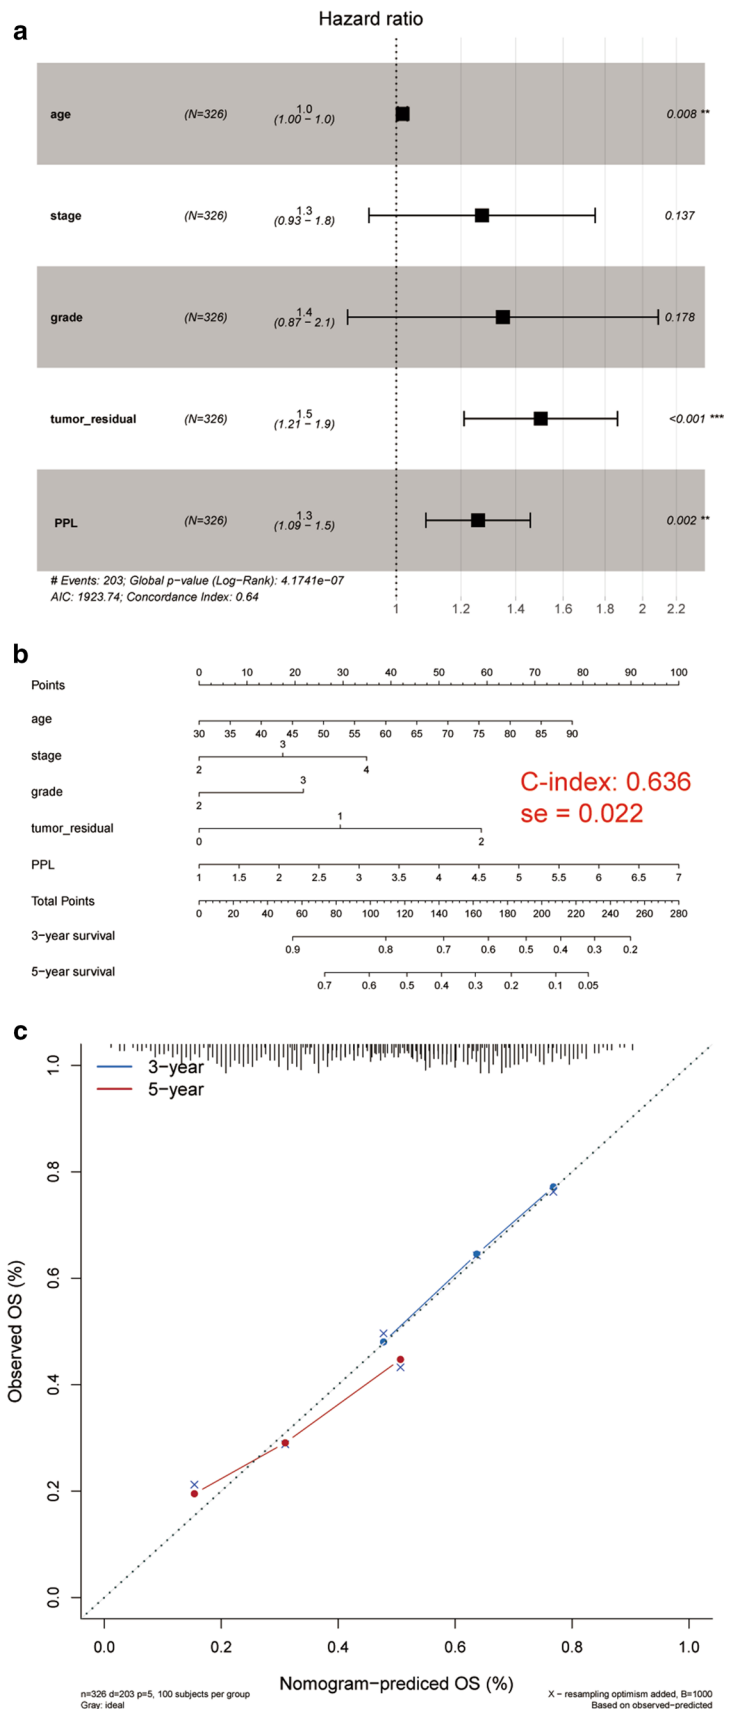 a
Hazard ratio
age (N=326) 1.0 (1.00 − 1.0) 0.008 **
stage (N=326) 1.3 (0.93 − 1.8) 0.137
grade (N=326) 1.4 (0.87 − 2.1) 0.178
tumor_residual (N=326) 1.5 (1.21 − 1.9) <0.001 ***
PPL (N=326) 1.3 (1.09 − 1.5) 0.002 **
# Events: 203; Global p−value (Log−Rank): 4.1741e−07
AIC: 1923.74; Concordance Index: 0.64
1 1.2 1.4 1.6 1.8 2 2.2
b
Points 0 10 20 30 40 50 60 70 80 90 100
age 30 35 40 45 50 55 60 65 70 75 80 85 90
stage 2 3 4
grade 2 3
C-index: 0.636
se = 0.022
tumor_residual 0 1 2
PPL 1 1.5 2 2.5 3 3.5 4 4.5 5 5.5 6 6.5 7
Total Points 0 20 40 60 80 100 120 140 160 180 200 220 240 260 280
3−year survival 0.9 0.8 0.7 0.6 0.5 0.4 0.3 0.2
5−year survival 0.7 0.6 0.5 0.4 0.3 0.2 0.1 0.05
c
3−year
5−year
Observed OS (%)
1.0
0.8
0.6
0.4
0.2
0.0
0.0 0.2 0.4 0.6 0.8 1.0
Nomogram−prediced OS (%)
n=326 d=203 p=5, 100 subjects per group
Gray: ideal
X − resampling optimism added, B=1000
Based on observed−predicted